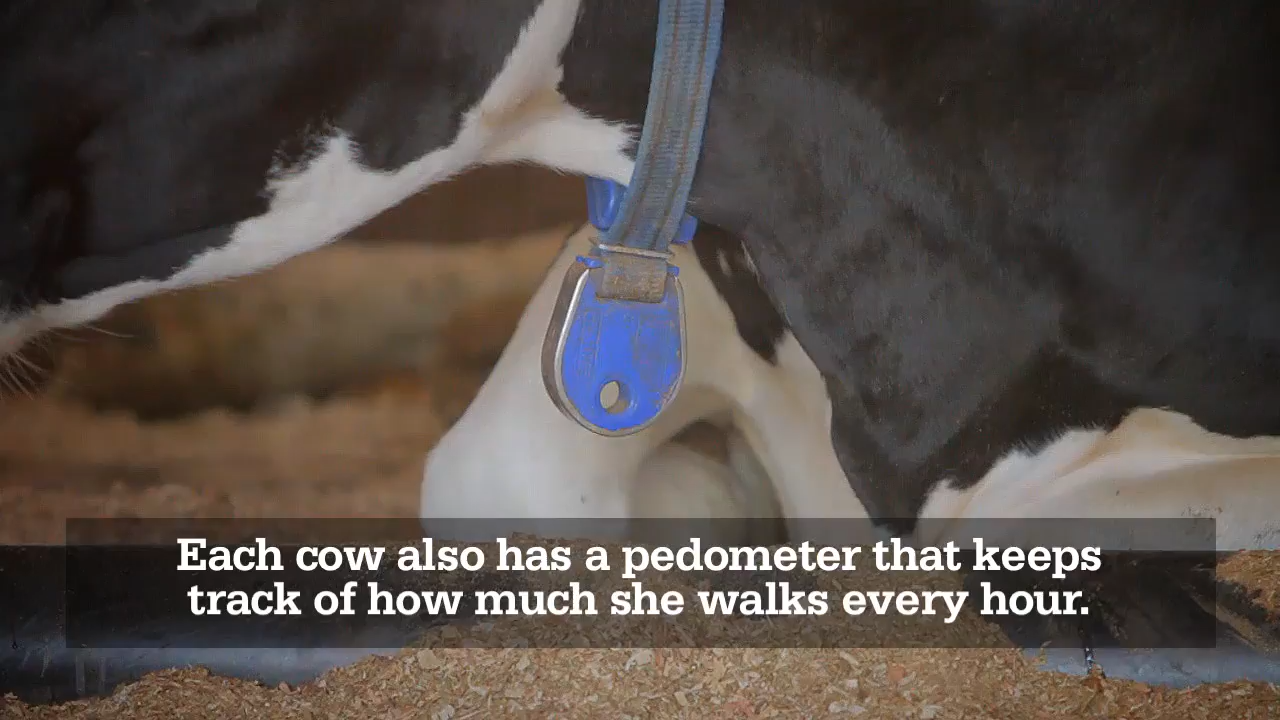 Each cow also has a pedometer that keeps
track of how much she walks every hour.